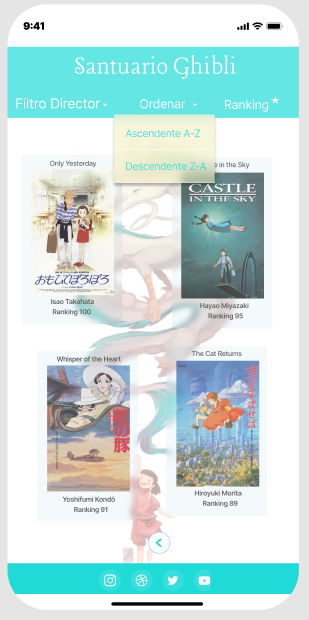 9:41
Santuario Ghibli
Filtro Director
Ordenar
Ranking
Ascendente A-Z
Descendente Z-A
Only Yesterday
e in the Sky
CASTLE
IN THE SKY
おもひでぽろぽろ
Isao Takahata
Ranking 100
Hayao Miyazaki
Ranking 95
Whisper of the Heart
The Cat Returns
紅の豚
Yoshifumi Kondō
Ranking 91
Hiroyuki Morita
Ranking 89